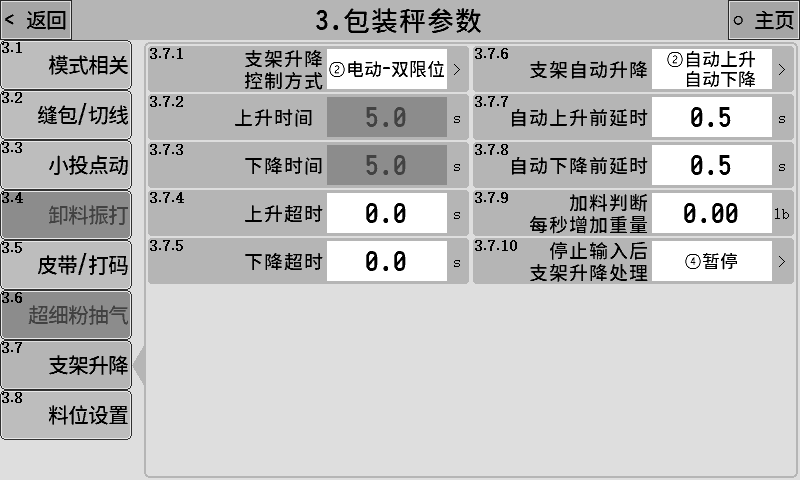 < 返回
3.包装秤参数
○ 主页
3.1
模式相关
3.2
缝包/切线
3.3
小投点动
3.4
卸料振打
3.5
皮带/打码
3.6
超细粉抽气
3.7
支架升降
3.8
料位设置
3.7.1
支架升降
控制方式
②电动-双限位 >
3.7.2
上升时间 5.0 s
3.7.3
下降时间 5.0 s
3.7.4
上升超时 0.0 s
3.7.5
下降超时 0.0 s
3.7.6
支架自动升降
②自动上升
自动下降 >
3.7.7
自动上升前延时 0.5 s
3.7.8
自动下降前延时 0.5 s
3.7.9
加料判断
每秒增加重量
0.00 lb
3.7.10
停止输入后
支架升降处理
④暂停 >